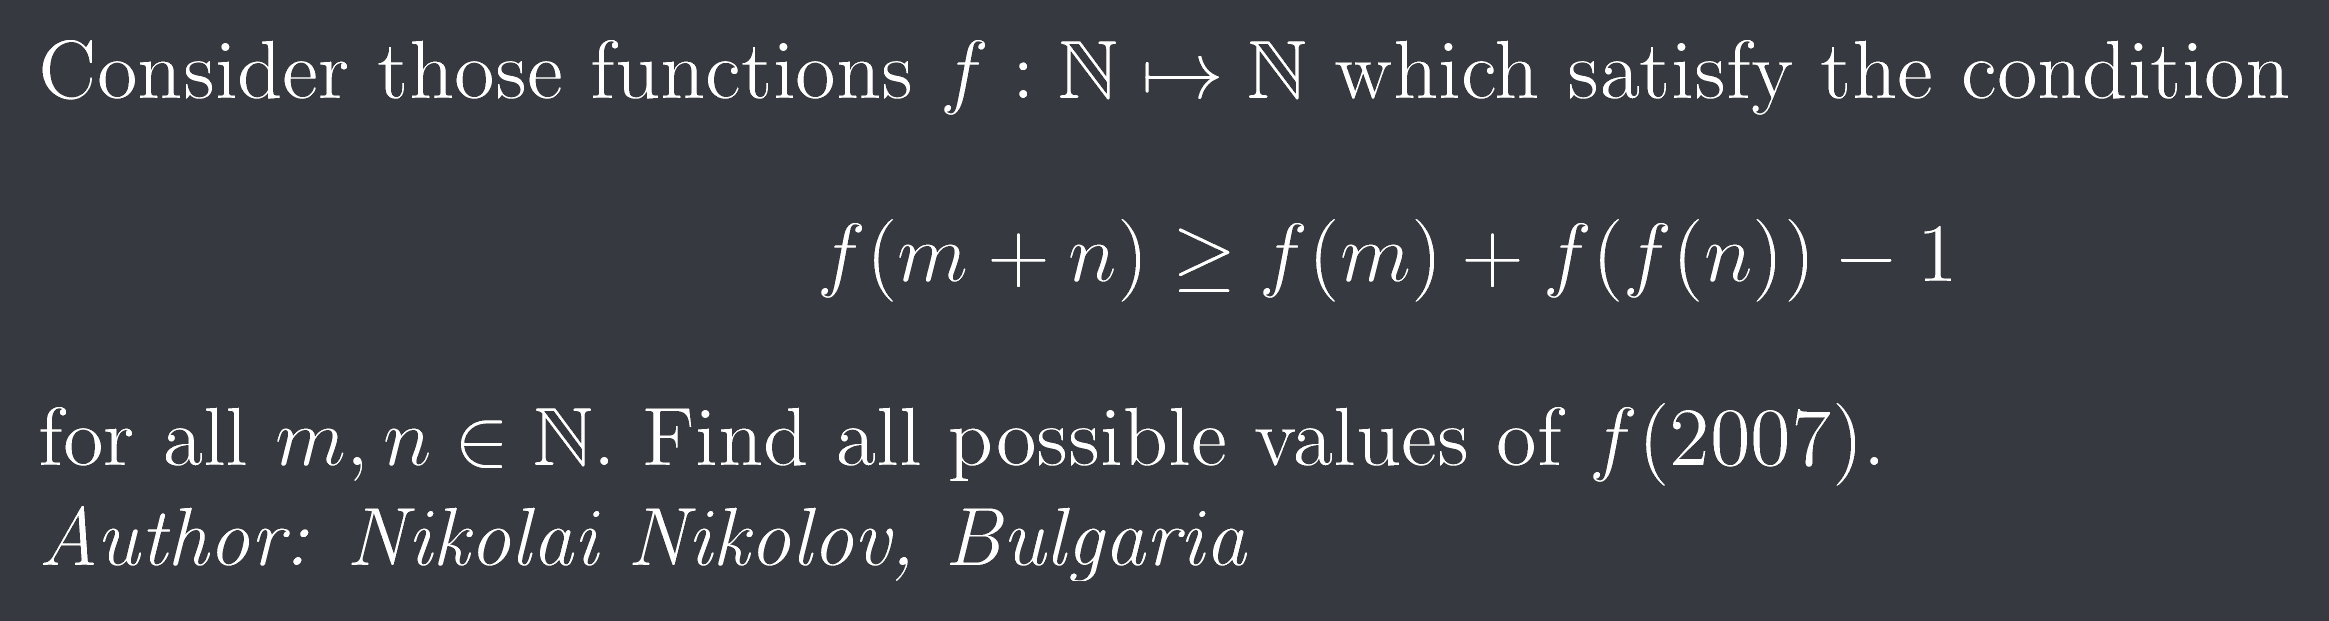 Consider those functions f : ℕ ↦ ℕ which satisfy the condition
f(m + n) ≥ f(m) + f(f(n)) − 1
for all m, n ∈ ℕ. Find all possible values of f(2007).
Author: Nikolai Nikolov, Bulgaria